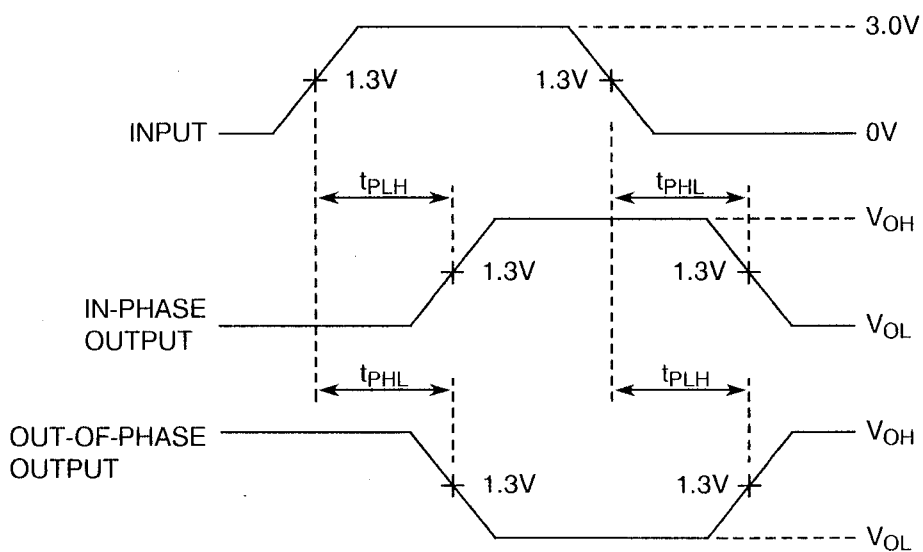 3.0V
1.3V
1.3V
INPUT
0V
tPLH
tPHL
VOH
1.3V
1.3V
IN-PHASE
OUTPUT
VOL
tPHL
tPLH
OUT-OF-PHASE
OUTPUT
VOH
1.3V
1.3V
VOL